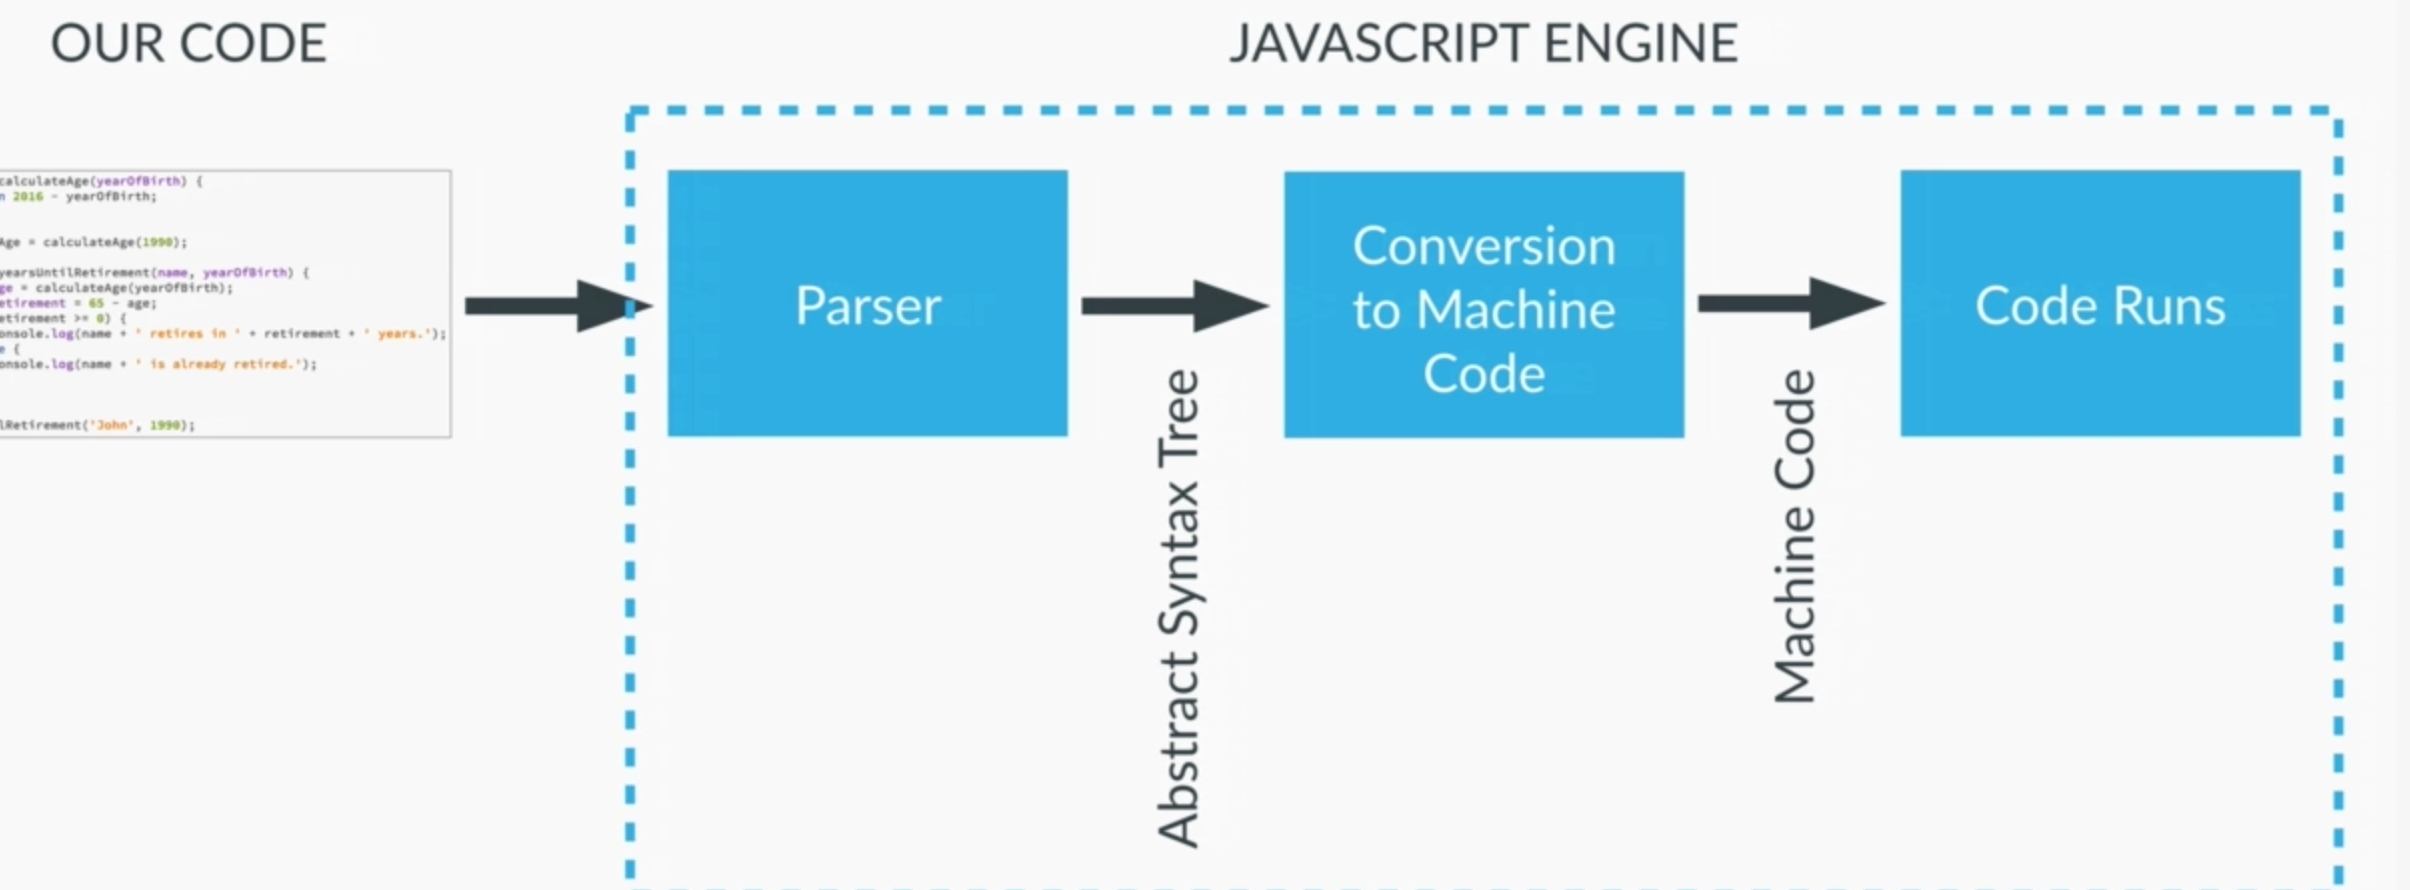 OUR CODE
JAVASCRIPT ENGINE
calculateAge(yearOfBirth) {
n 2016 - yearOfBirth;
Age = calculateAge(1990);
yearsUntilRetirement(name, yearOfBirth) {
ge = calculateAge(yearOfBirth);
etirement = 65 - age;
etirement >= 0) {
onsole.log(name + ' retires in ' + retirement + ' years.');
e {
onsole.log(name + ' is already retired.');
lRetirement('John', 1990);
Parser
Abstract Syntax Tree
Conversion
to Machine
Code
Machine Code
Code Runs